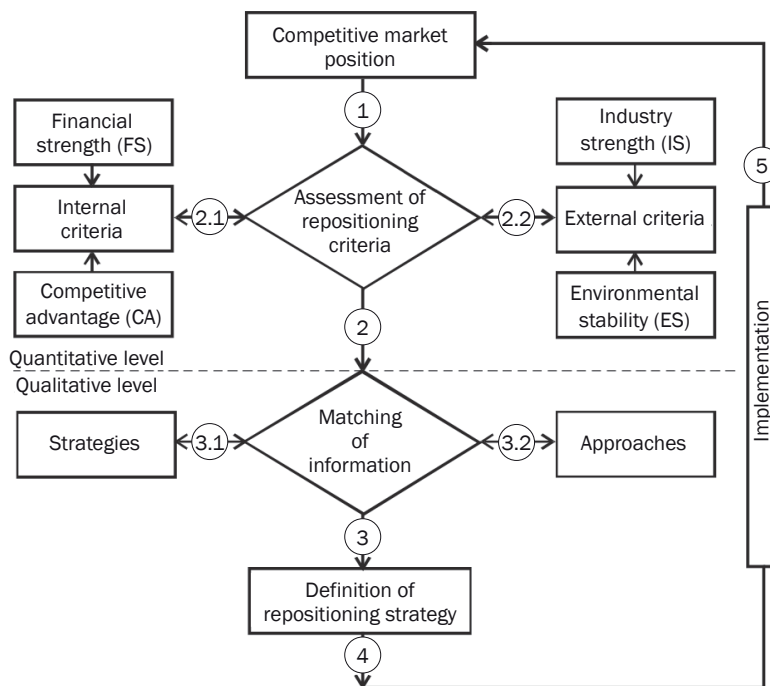 Competitive market
position
1
Financial
strength (FS)
Industry
strength (IS)
5
Internal
criteria
2.1
Assessment of
repositioning
criteria
2.2
External criteria
Competitive
advantage (CA)
Environmental
stability (ES)
2
Quantitative level
Qualitative level
Implementation
Strategies
3.1
Matching
of
information
3.2
Approaches
3
Definition of
repositioning strategy
4